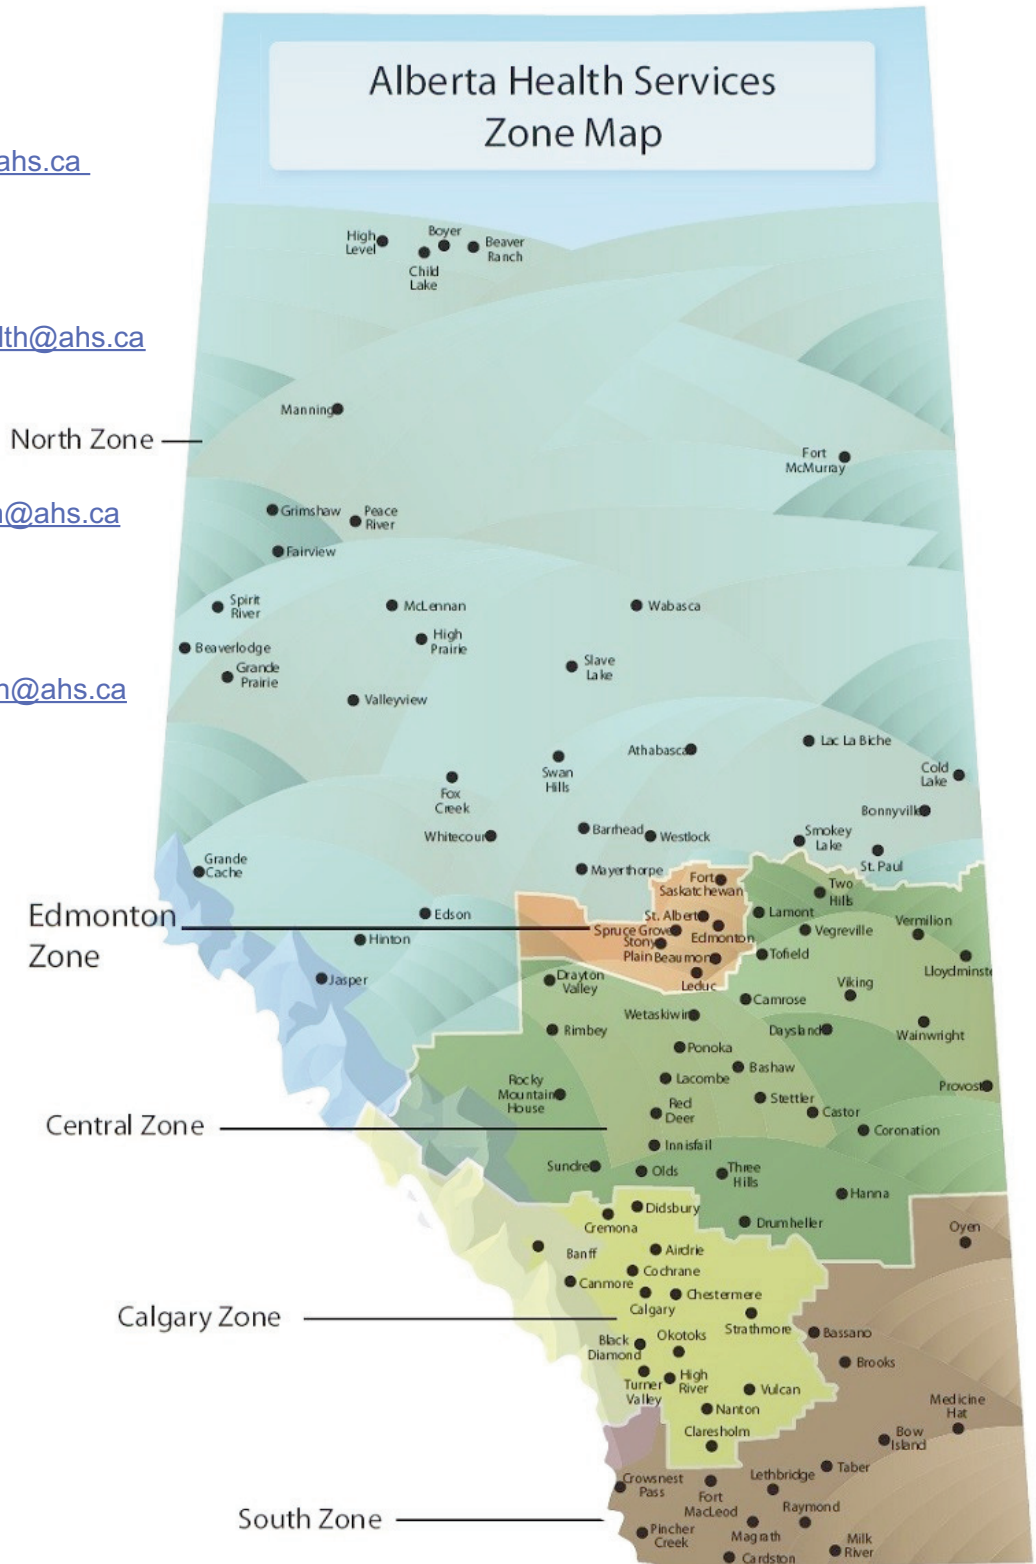 Alberta Health Services
Zone Map
ahs.ca
lth@ahs.ca
n@ahs.ca
n@ahs.ca
High
Level
Boyer
Beaver
Ranch
Child
Lake
Manning
North Zone
Fort
McMurray
Grimshaw
Peace
River
Fairview
Spirit
River
McLennan
Wabasca
Beaverlodge
High
Prairie
Grande
Prairie
Slave
Lake
Valleyview
Athabasca
Lac La Biche
Swan
Hills
Cold
Lake
Fox
Creek
Bonnyville
Whitecour
Barrhead
Westlock
Smokey
Lake
Grande
Cache
Mayerthorpe
St. Paul
Fort
Saskatchewan
Two
Hills
Edmonton
Zone
Edson
St. Albert
Lamont
Spruce Grove
Edmonton
Vegreville
Vermilion
Hinton
Stony
Plain
Beaumont
Tofield
Lloydminste
Jasper
Leduc
Drayton
Valley
Viking
Camrose
Wetaskiwin
Rimbey
Daysland
Wainwright
Ponoka
Bashaw
Lacombe
Rocky
Mountain
House
Stettler
Provost
Red
Deer
Castor
Central Zone
Coronation
Innisfail
Sundre
Olds
Three
Hills
Hanna
Didsbury
Cremona
Drumheller
Oyen
Banff
Airdrie
Cochrane
Canmore
Chestermere
Calgary
Calgary Zone
Strathmore
Bassano
Black
Diamond
Okotoks
Brooks
Turner
Valley
High
River
Vulcan
Nanton
Medicine
Hat
Claresholm
Bow
Island
Taber
Crowsnest
Pass
Lethbridge
Fort
MacLeod
Raymond
South Zone
Pincher
Creek
Magrath
Milk
River
Cardston